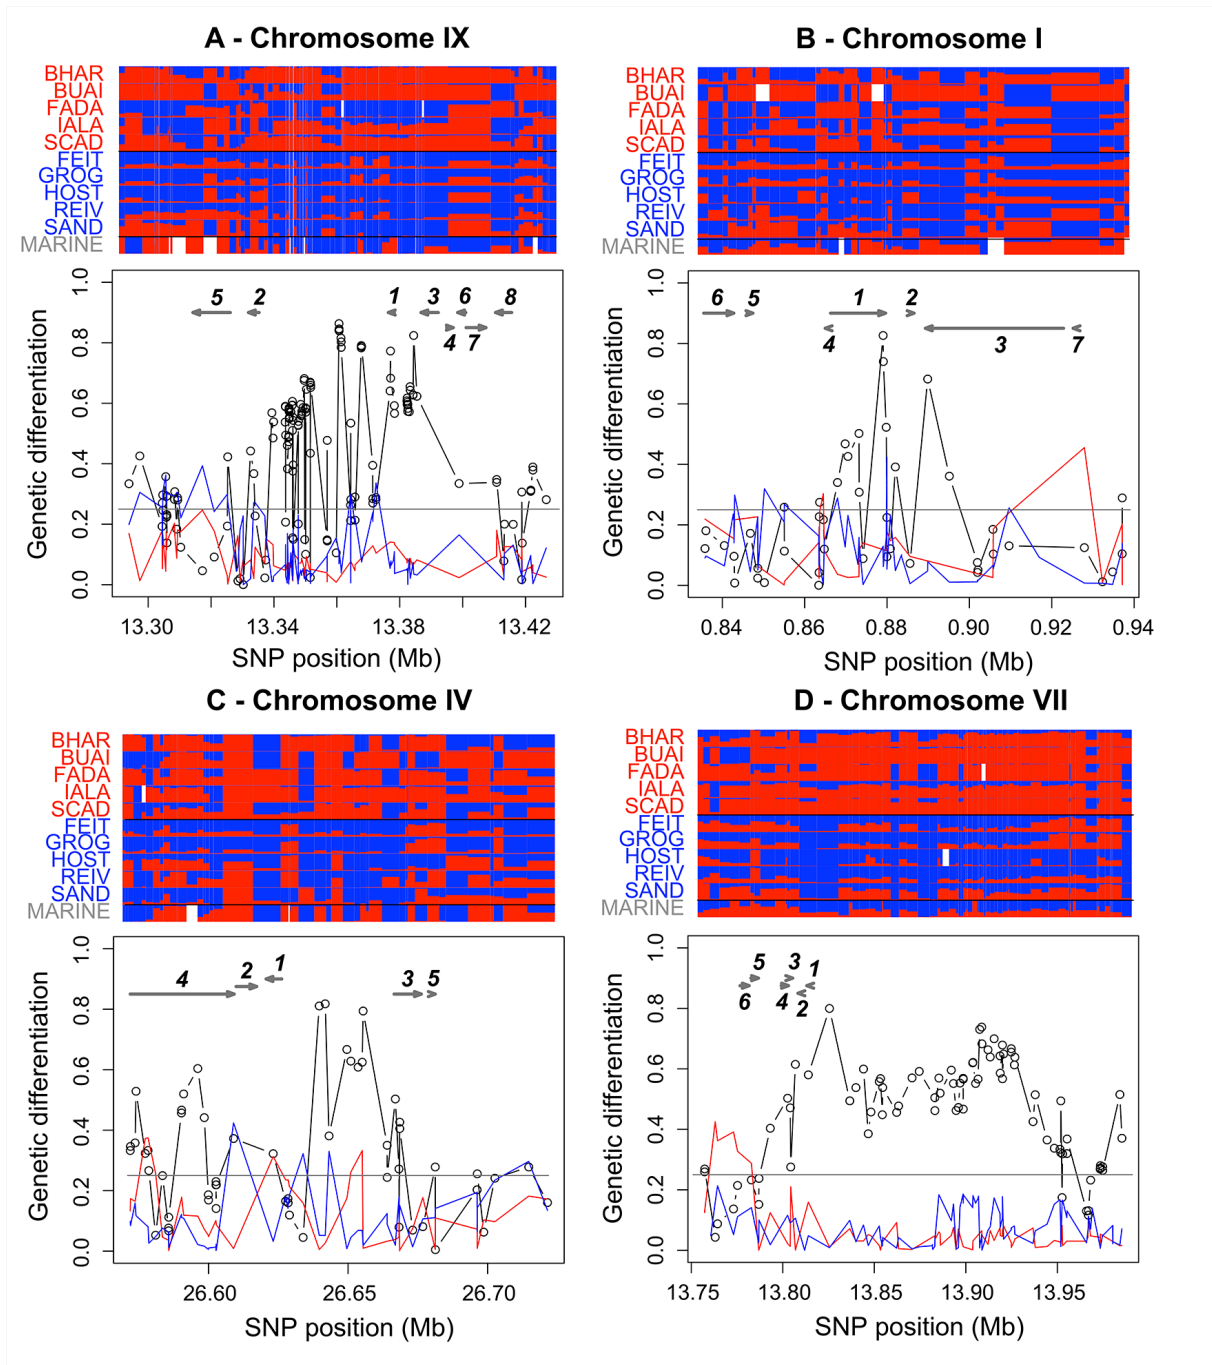 A - Chromosome IX
BHAR
BUAI
FADA
IALA
SCAD
FEIT
GROG
HOST
REIV
SAND
MARINE
Genetic differentiation
1.0
0.8
0.6
0.4
0.2
0.0
5 2 1 3 6 8
4 7
13.30 13.34 13.38 13.42
SNP position (Mb)
B - Chromosome I
BHAR
BUAI
FADA
IALA
SCAD
FEIT
GROG
HOST
REIV
SAND
MARINE
Genetic differentiation
1.0
0.8
0.6
0.4
0.2
0.0
6 5 1 2
4 3 7
0.84 0.86 0.88 0.90 0.92 0.94
SNP position (Mb)
C - Chromosome IV
BHAR
BUAI
FADA
IALA
SCAD
FEIT
GROG
HOST
REIV
SAND
MARINE
Genetic differentiation
1.0
0.8
0.6
0.4
0.2
0.0
4 2 1 3 5
26.60 26.65 26.70
SNP position (Mb)
D - Chromosome VII
BHAR
BUAI
FADA
IALA
SCAD
FEIT
GROG
HOST
REIV
SAND
MARINE
Genetic differentiation
1.0
0.8
0.6
0.4
0.2
0.0
5 3 1
6 4 2
13.75 13.80 13.85 13.90 13.95
SNP position (Mb)